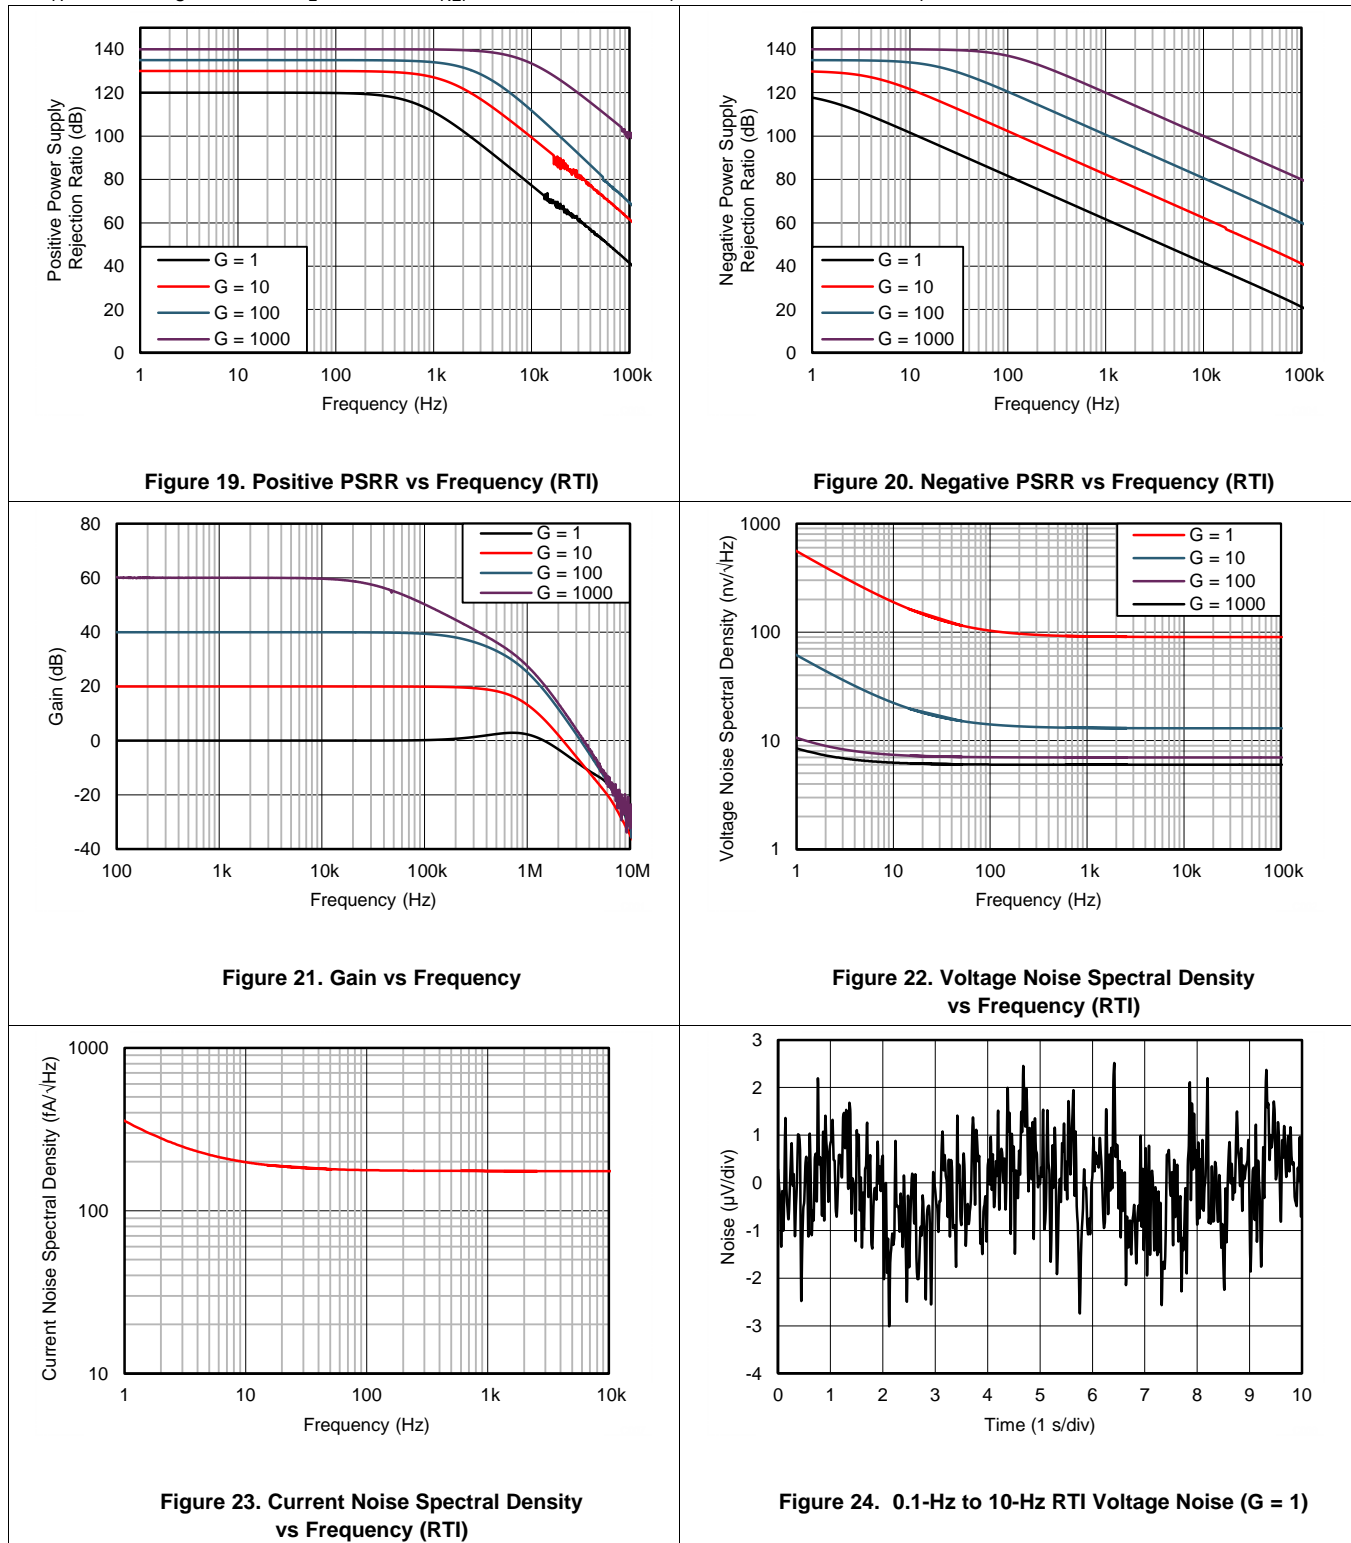 140
120
100
80
60
40
20
0
Positive Power Supply
Rejection Ratio (dB)
G = 1
G = 10
G = 100
G = 1000
1 10 100 1k 10k 100k
Frequency (Hz)
Figure 19. Positive PSRR vs Frequency (RTI)
140
120
100
80
60
40
20
0
Negative Power Supply
Rejection Ratio (dB)
G = 1
G = 10
G = 100
G = 1000
1 10 100 1k 10k 100k
Frequency (Hz)
Figure 20. Negative PSRR vs Frequency (RTI)
80
60
40
20
0
-20
-40
Gain (dB)
G = 1
G = 10
G = 100
G = 1000
100 1k 10k 100k 1M 10M
Frequency (Hz)
Figure 21. Gain vs Frequency
1000
100
10
1
Voltage Noise Spectral Density (nv/√Hz)
G = 1
G = 10
G = 100
G = 1000
1 10 100 1k 10k 100k
Frequency (Hz)
Figure 22. Voltage Noise Spectral Density
vs Frequency (RTI)
1000
100
10
Current Noise Spectral Density (fA/√Hz)
1 10 100 1k 10k
Frequency (Hz)
Figure 23. Current Noise Spectral Density
vs Frequency (RTI)
3
2
1
0
-1
-2
-3
-4
Noise (µV/div)
0 1 2 3 4 5 6 7 8 9 10
Time (1 s/div)
Figure 24. 0.1-Hz to 10-Hz RTI Voltage Noise (G = 1)